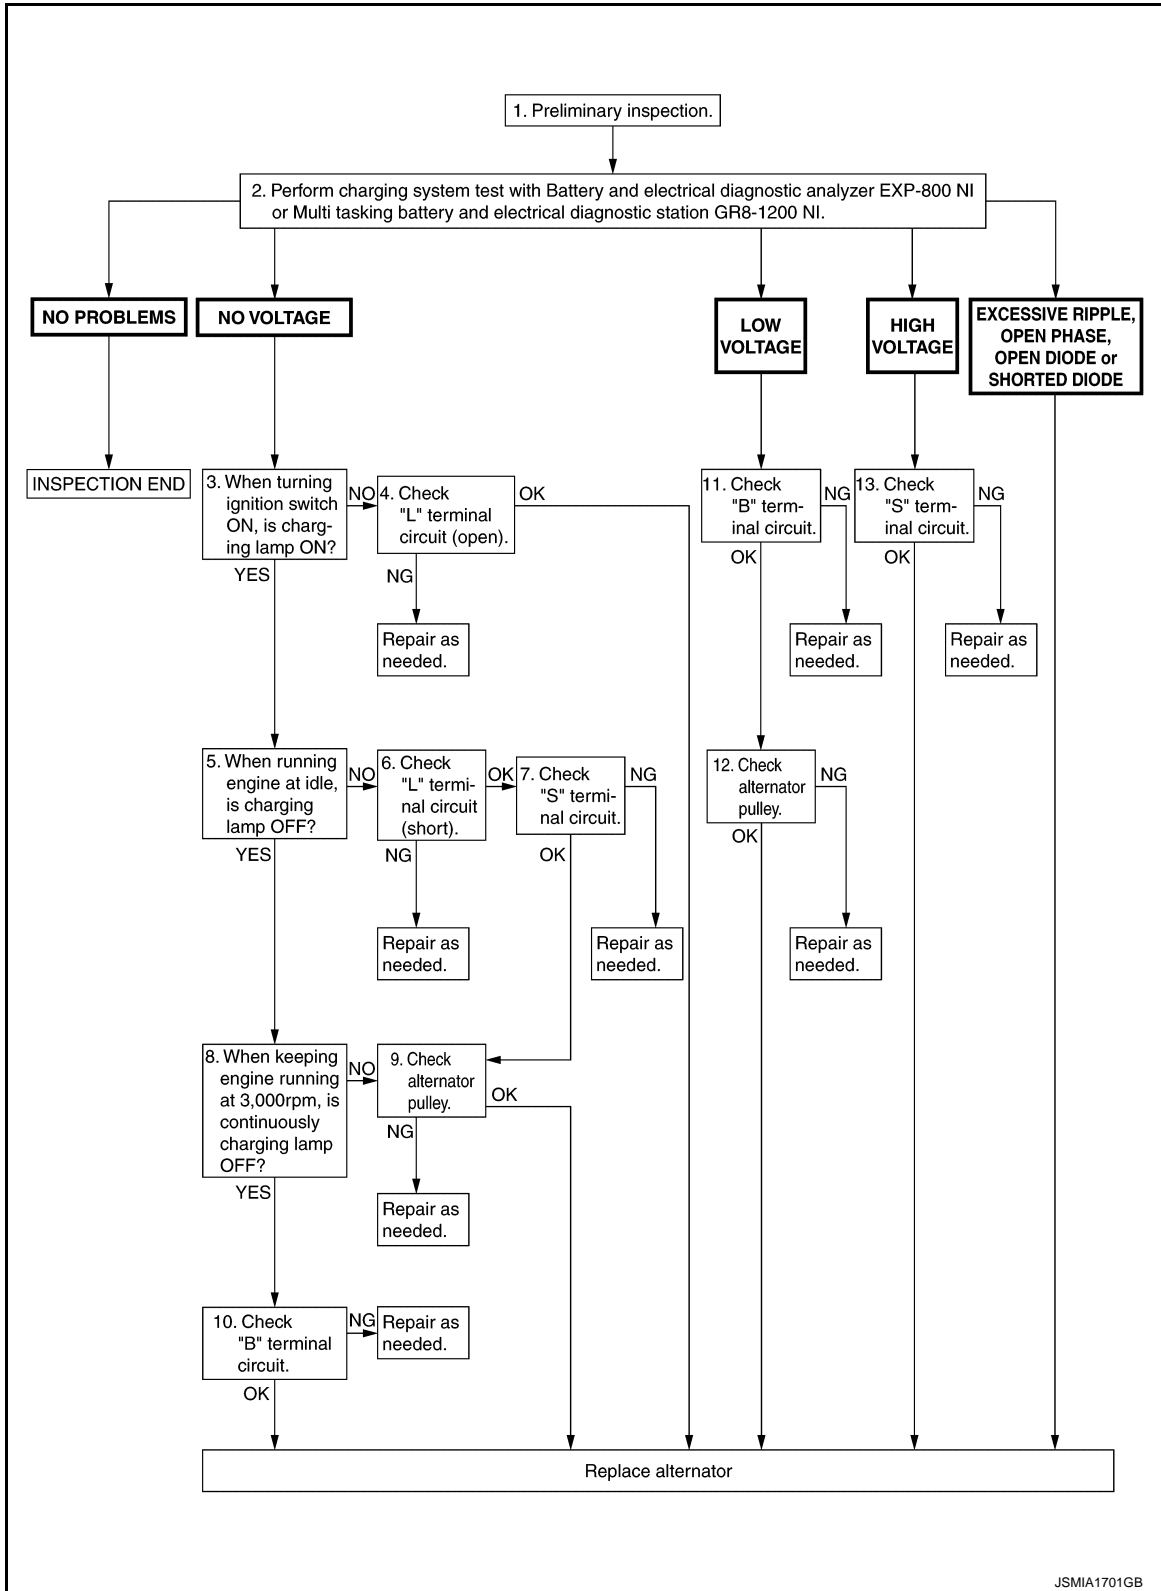 1. Preliminary inspection.
2. Perform charging system test with Battery and electrical diagnostic analyzer EXP-800 NI
or Multi tasking battery and electrical diagnostic station GR8-1200 NI.
NO PROBLEMS
NO VOLTAGE
LOW
VOLTAGE
HIGH
VOLTAGE
EXCESSIVE RIPPLE,
OPEN PHASE,
OPEN DIODE or
SHORTED DIODE
INSPECTION END
3. When turning
ignition switch
ON, is charg-
ing lamp ON?
NO
YES
4. Check
"L" terminal
circuit (open).
OK
NG
Repair as
needed.
11. Check
"B" term-
inal circuit.
NG
OK
Repair as
needed.
13. Check
"S" term-
inal circuit.
NG
OK
Repair as
needed.
5. When running
engine at idle,
is charging
lamp OFF?
NO
YES
6. Check
"L" termi-
nal circuit
(short).
OK
NG
Repair as
needed.
7. Check
"S" termi-
nal circuit.
NG
OK
Repair as
needed.
12. Check
alternator
pulley.
NG
OK
Repair as
needed.
8. When keeping
engine running
at 3,000rpm, is
continuously
charging lamp
OFF?
NO
YES
9. Check
alternator
pulley.
OK
NG
Repair as
needed.
10. Check
"B" terminal
circuit.
NG
OK
Repair as
needed.
Replace alternator
JSMIA1701GB